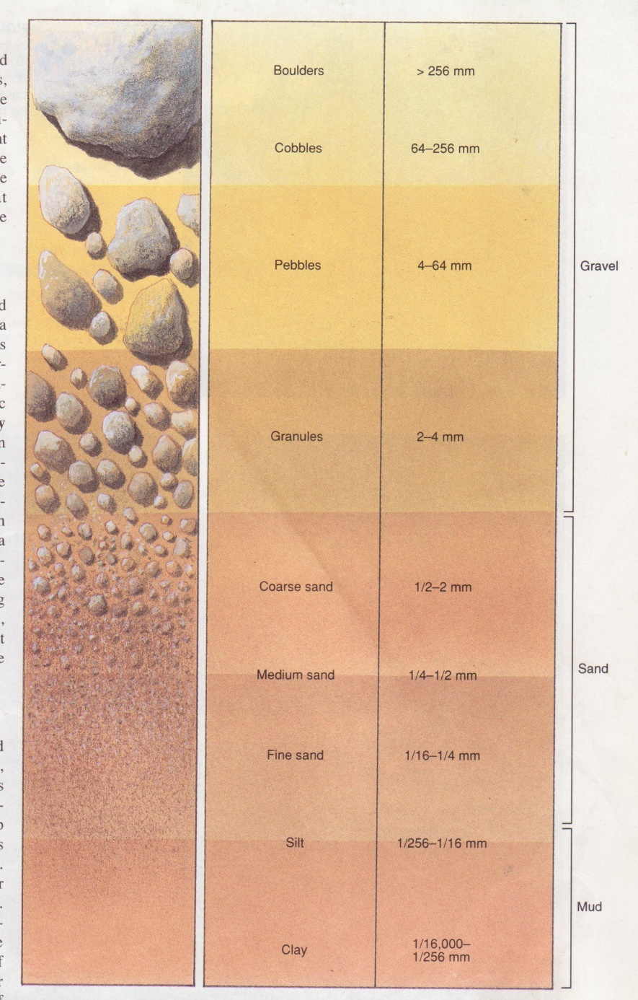 Boulders > 256 mm
Cobbles 64–256 mm
Pebbles 4–64 mm
Gravel
Granules 2–4 mm
Coarse sand 1/2–2 mm
Sand
Medium sand 1/4–1/2 mm
Fine sand 1/16–1/4 mm
Silt 1/256–1/16 mm
Mud
Clay 1/16,000–
1/256 mm